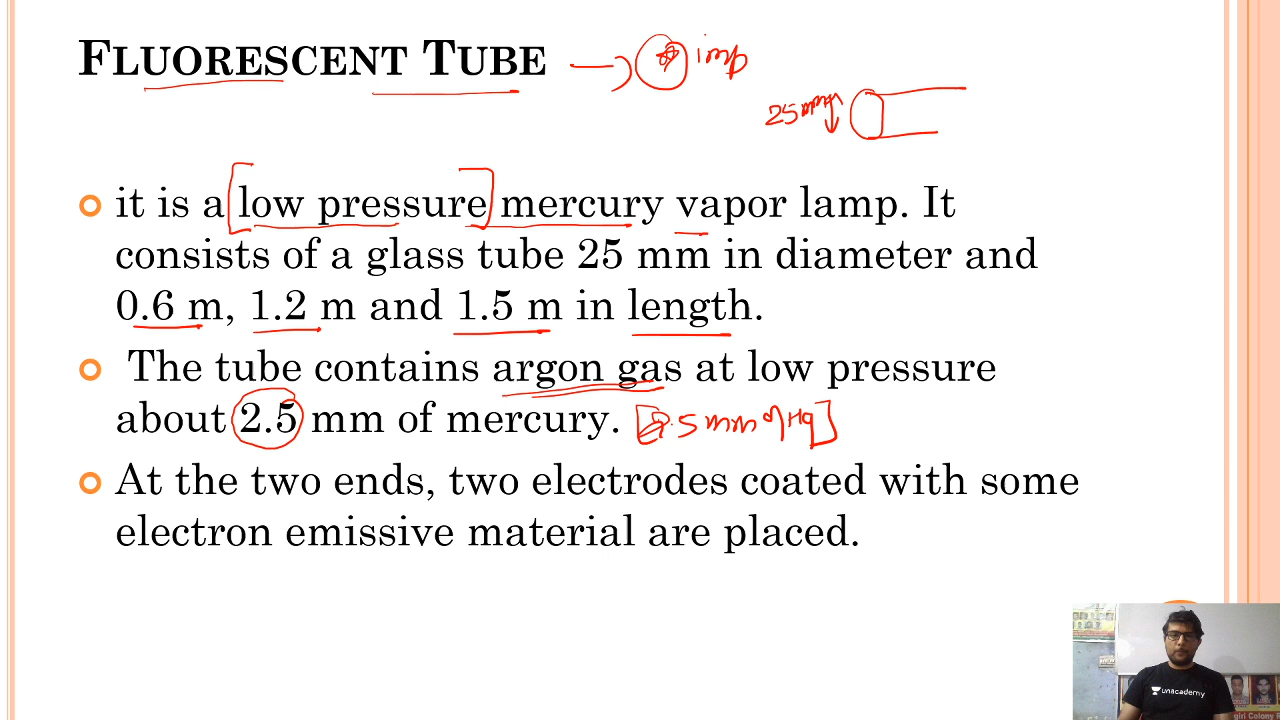 FLUORESCENT TUBE
imp
25mm
it is a low pressure mercury vapor lamp. It
consists of a glass tube 25 mm in diameter and
0.6 m, 1.2 m and 1.5 m in length.
The tube contains argon gas at low pressure
about 2.5 mm of mercury. [2.5 mm of Hg]
At the two ends, two electrodes coated with some
electron emissive material are placed.
unacademy
girl Colony